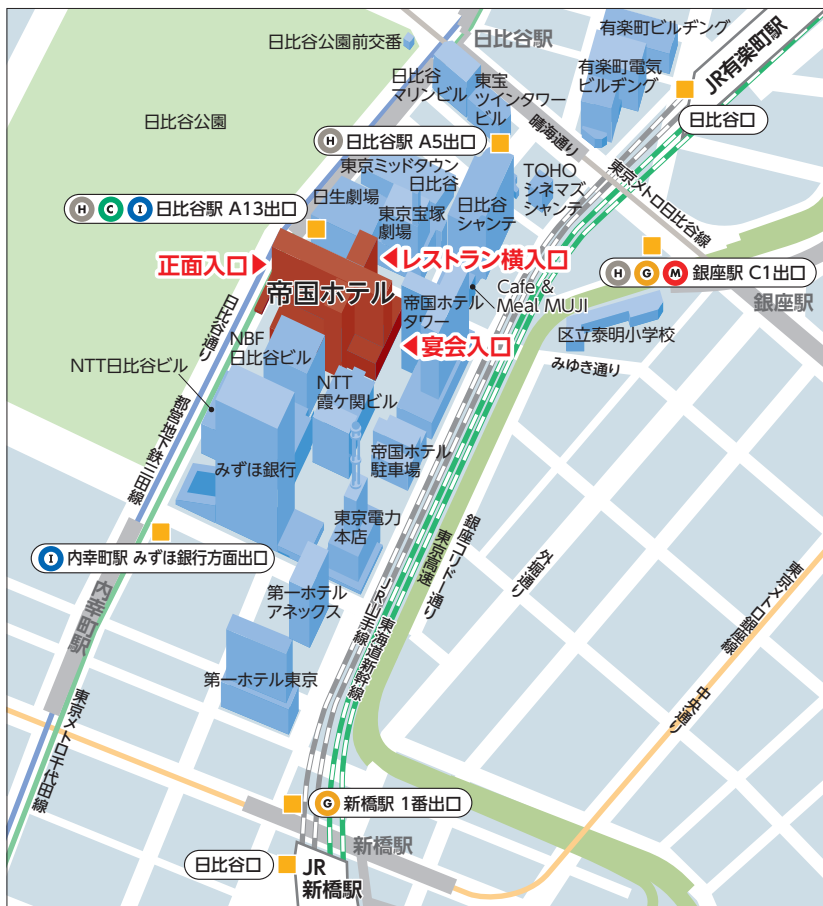 有楽町ビルヂング
日比谷公園前交番
日比谷駅
JR有楽町駅
有楽町電気
ビルヂング
日比谷
マリンビル
東宝
ツインタワー
ビル
日比谷口
日比谷公園
晴海通り
H 日比谷駅 A5出口
東京ミッドタウン
日比谷
TOHO
シネマズ
シャンテ
東京メトロ日比谷線
日生劇場
東京宝塚
劇場
日比谷
シャンテ
H C I 日比谷駅 A13出口
正面入口
レストラン横入口
H G M 銀座駅 C1出口
銀座駅
帝国ホテル
Café &
Meal MUJI
帝国ホテル
タワー
日比谷通り
NBF
日比谷ビル
宴会入口
区立泰明小学校
みゆき通り
NTT日比谷ビル
NTT
霞ケ関ビル
都営地下鉄三田線
みずほ銀行
帝国ホテル
駐車場
東京電力
本店
銀座コリドー通り
東京高速
外堀通り
I 内幸町駅 みずほ銀行方面出口
内幸町駅
第一ホテル
アネックス
JR山手線
東海道新幹線
東京メトロ銀座線
第一ホテル東京
中央通り
東京メトロ千代田線
G 新橋駅 1番出口
新橋駅
日比谷口
JR
新橋駅